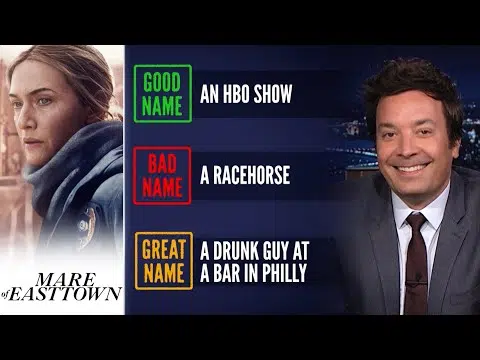 GOOD
NAME
AN HBO SHOW
BAD
NAME
A RACEHORSE
GREAT
NAME
A DRUNK GUY AT
A BAR IN PHILLY
MARE
of EASTTOWN